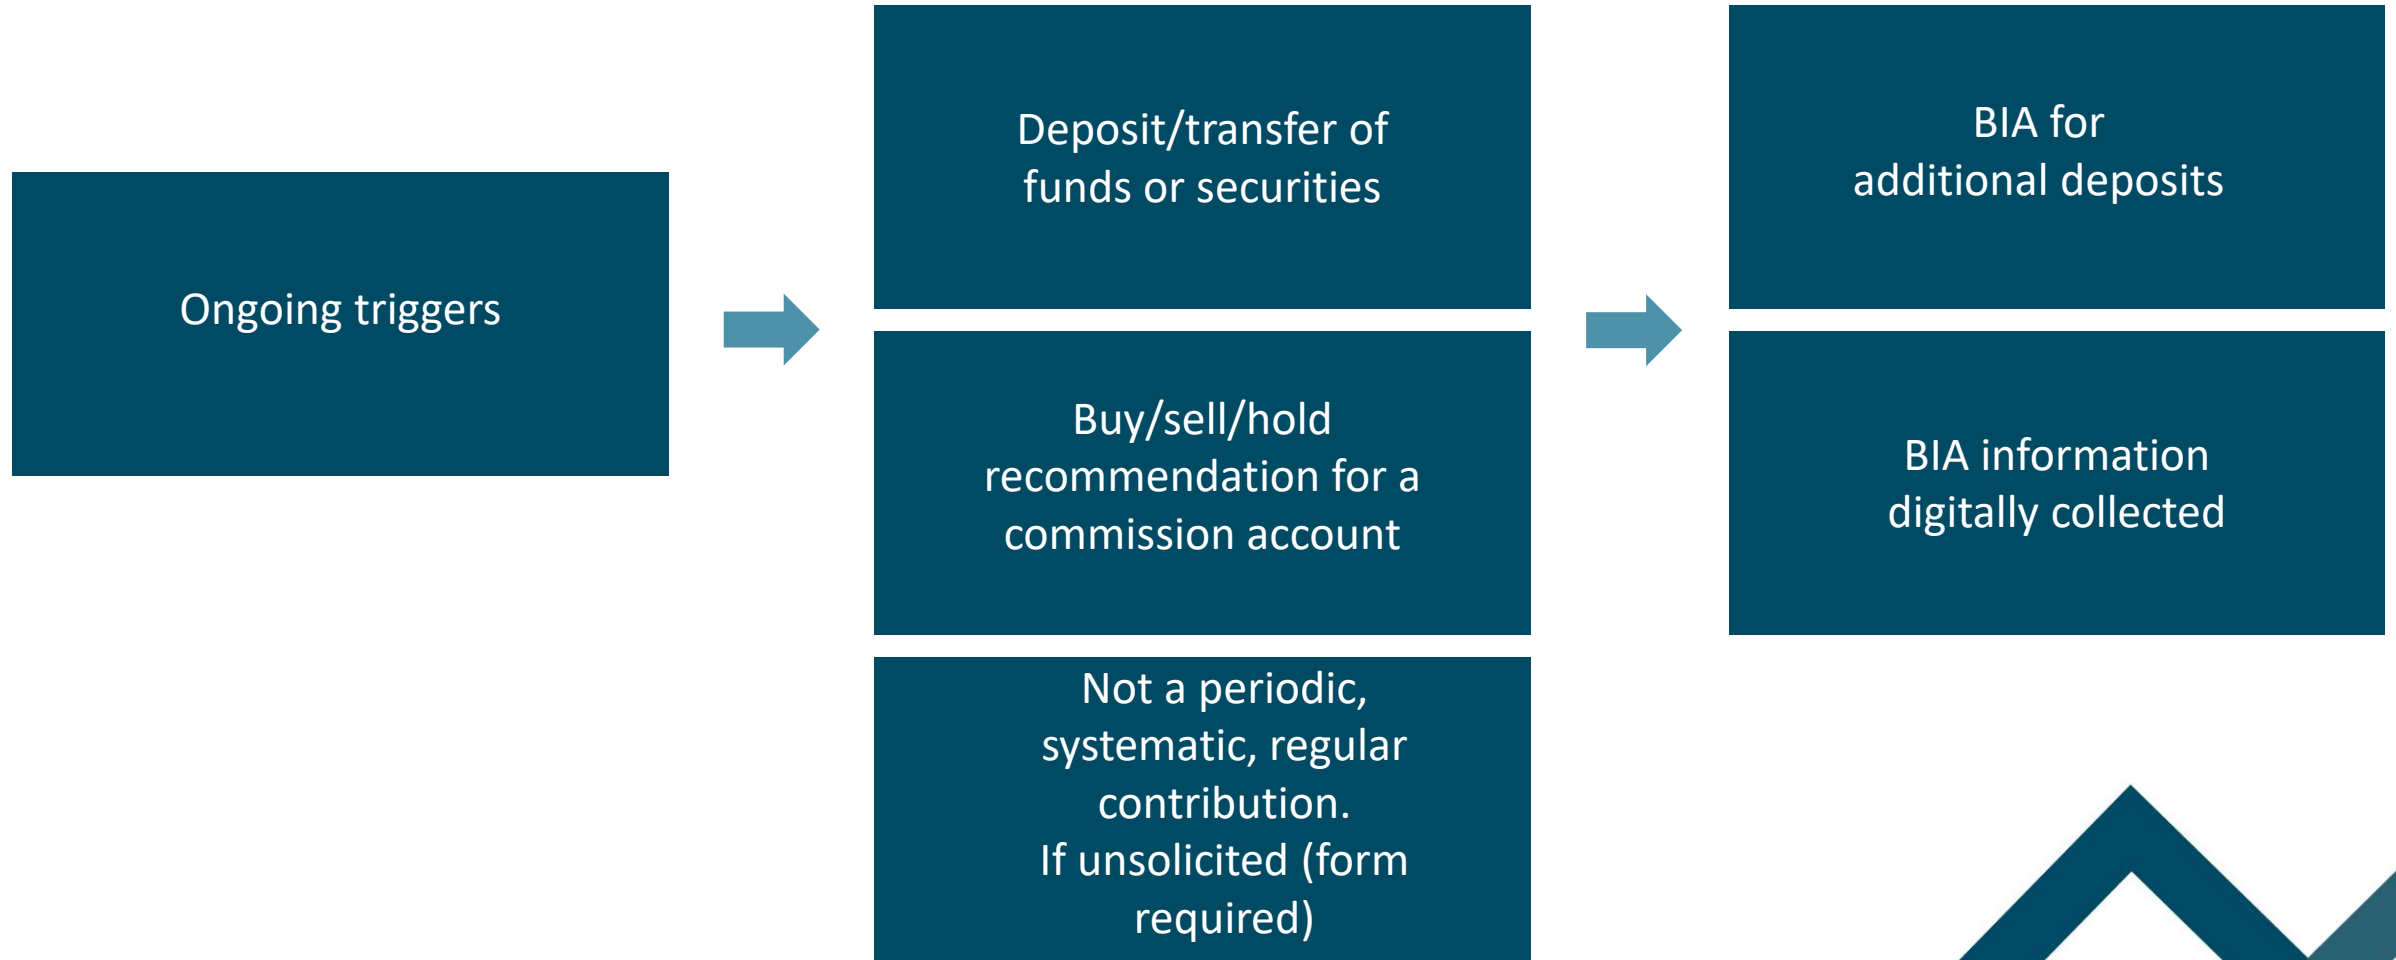 Ongoing triggers
Deposit/transfer of
funds or securities
Buy/sell/hold
recommendation for a
commission account
Not a periodic,
systematic, regular
contribution.
If unsolicited (form
required)
BIA for
additional deposits
BIA information
digitally collected